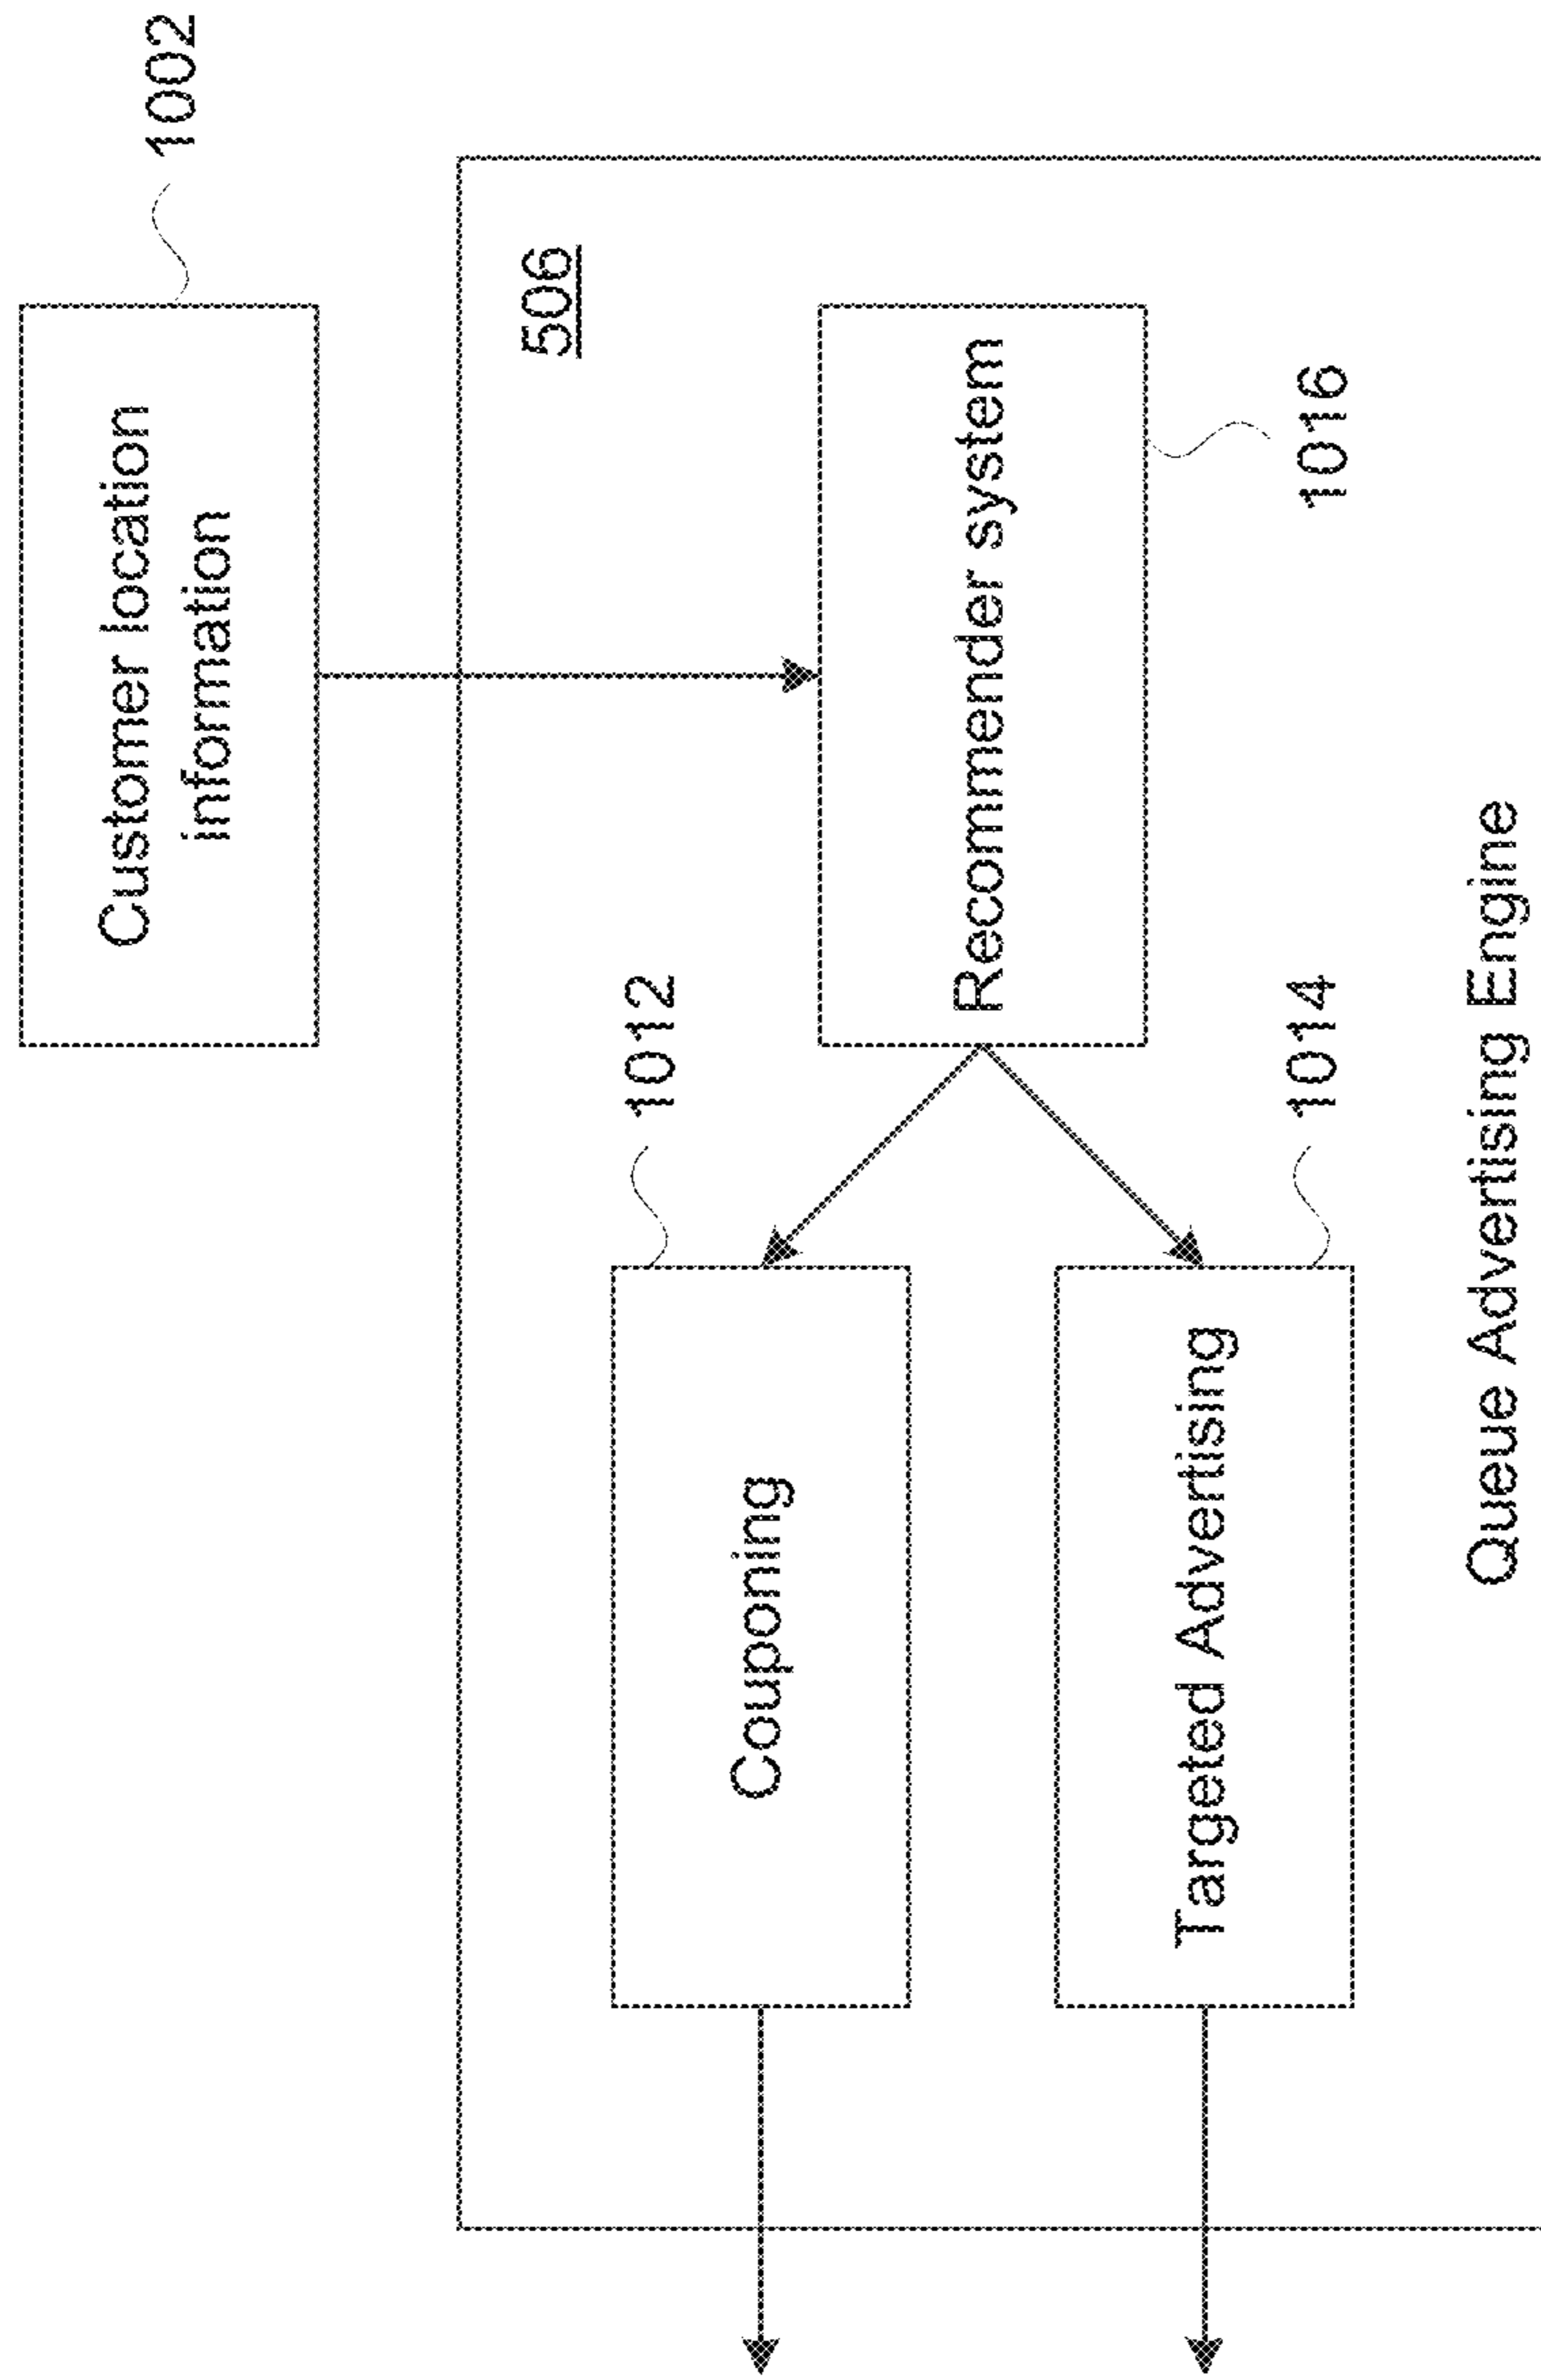 Customer location
information
1002
506
1012
Couponing
Recommender system
1016
1014
Targeted Advertising
Queue Advertising Engine